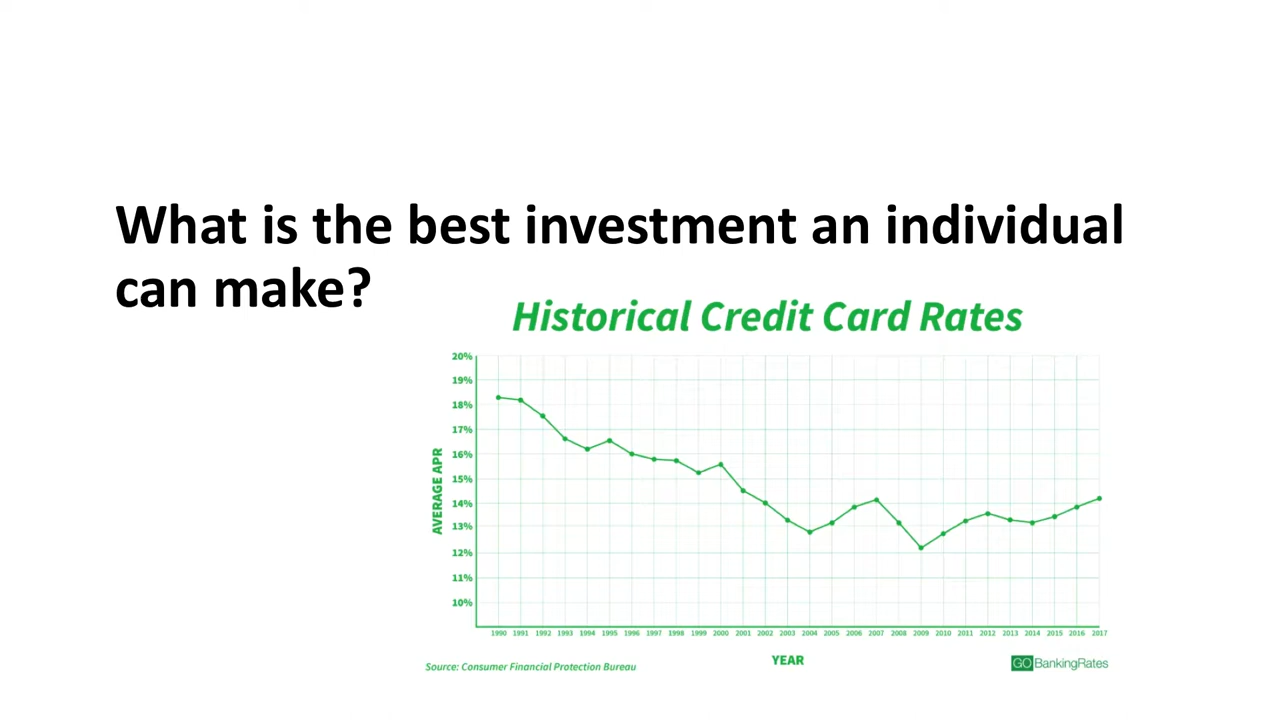 What is the best investment an individual
can make?
Historical Credit Card Rates
20%
19%
18%
17%
16%
15%
14%
13%
12%
11%
10%
AVERAGE APR
1990 1991 1992 1993 1994 1995 1996 1997 1998 1999 2000 2001 2002 2003 2004 2005 2006 2007 2008 2009 2010 2011 2012 2013 2014 2015 2016 2017
YEAR
Source: Consumer Financial Protection Bureau
GOBankingRates